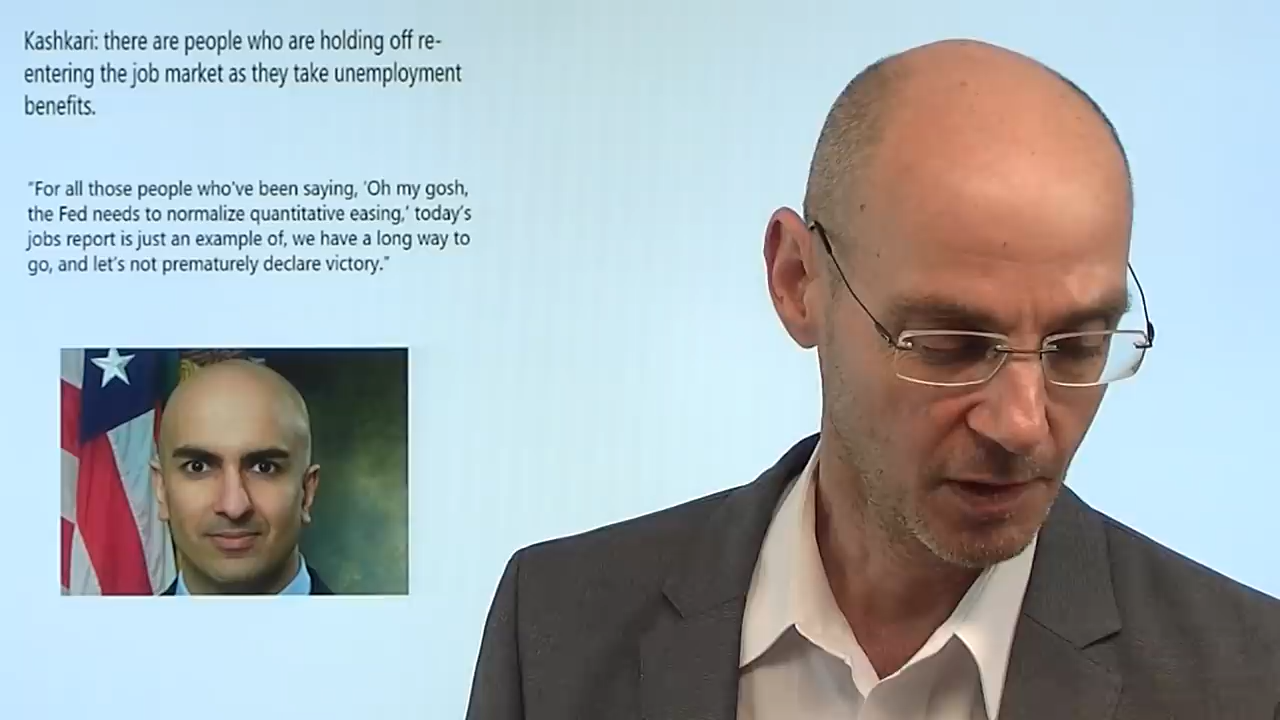 Kashkari: there are people who are holding off re-
entering the job market as they take unemployment
benefits.
"For all those people who've been saying, 'Oh my gosh,
the Fed needs to normalize quantitative easing,' today's
jobs report is just an example of, we have a long way to
go, and let's not prematurely declare victory."